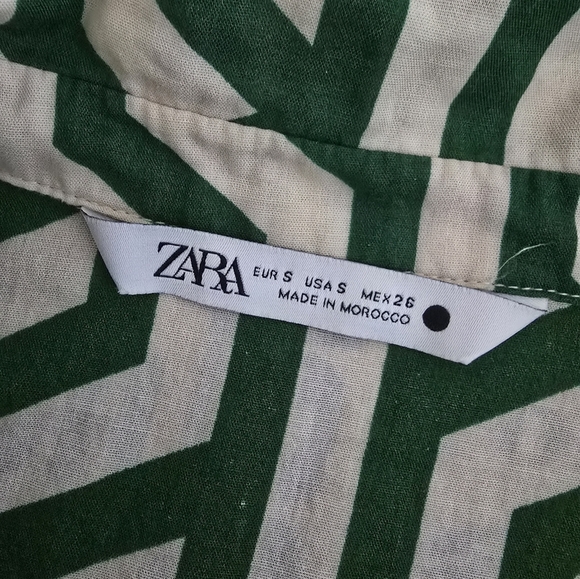 ZARA
EUR S USA S MEX 26
MADE IN MOROCCO